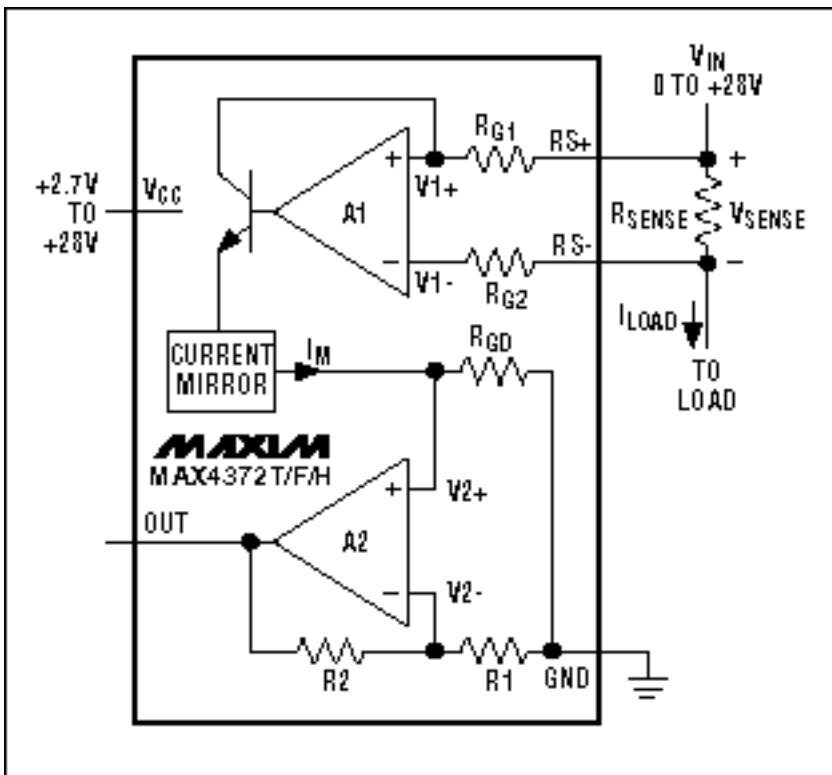 VIN
0 TO +28V
RG1
RS+
+
+
V1+
A1
RSENSE
VSENSE
+2.7V
TO
+28V
VCC
−
V1-
RS-
−
RG2
ILOAD
TO
LOAD
CURRENT
MIRROR
IM
RGD
MAXIM
MAX4372T/F/H
OUT
+
V2+
A2
−
V2-
R2
R1
GND